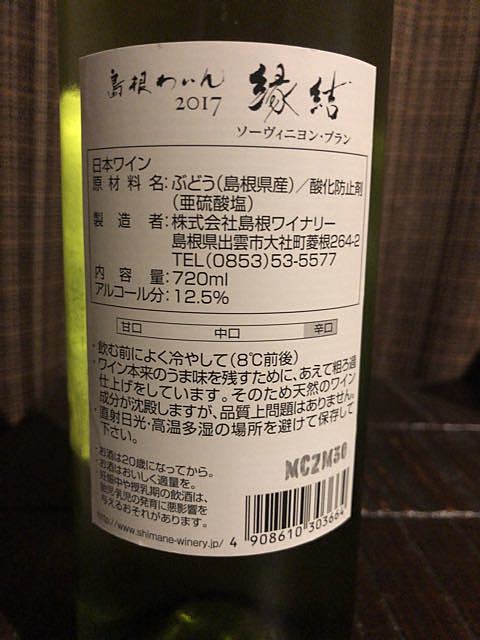 島根わいん 縁結
2017
ソーヴィニヨン・ブラン
日本ワイン
原材料名:ぶどう(島根県産)/酸化防止剤
(亜硫酸塩)
製造者:株式会社島根ワイナリー
島根県出雲市大社町菱根264-2
TEL(0853)53-5577
内容量:720ml
アルコール分:12.5%
甘口 中口 辛口
・飲む前によく冷やして(8℃前後)
・ワイン本来のうま味を残すために、あえて粗ろ過
仕上げをしています。そのため天然のワイン
成分が沈殿しますが、品質上問題はありません。
・直射日光・高温多湿の場所を避けて保存して
下さい。
・お酒は20歳になってから。
・お酒はおいしく適量を。
・妊娠中や授乳期の飲酒は、
胎児・乳児の発育に悪影響を
与えるおそれがあります。
http://www.shimane-winery.jp/
MCZM30
4 908610 303664